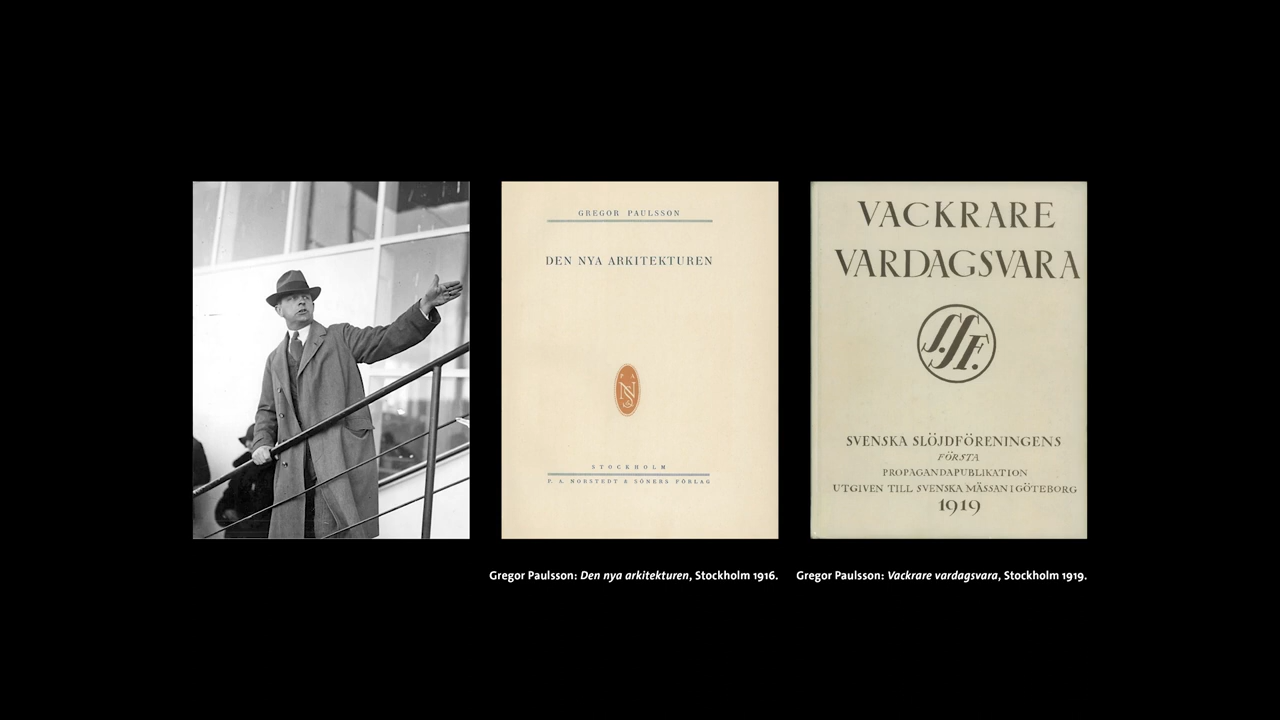 GREGOR PAULSSON
DEN NYA ARKITEKTUREN
STOCKHOLM
P. A. NORSTEDT & SÖNERS FÖRLAG
VACKRARE
VARDAGSVARA
S.S.F.
SVENSKA SLÖJDFÖRENINGENS
FÖRSTA
PROPAGANDAPUBLIKATION
UTGIVEN TILL SVENSKA MÄSSAN I GÖTEBORG
1919
Gregor Paulsson: Den nya arkitekturen, Stockholm 1916.
Gregor Paulsson: Vackrare vardagsvara, Stockholm 1919.